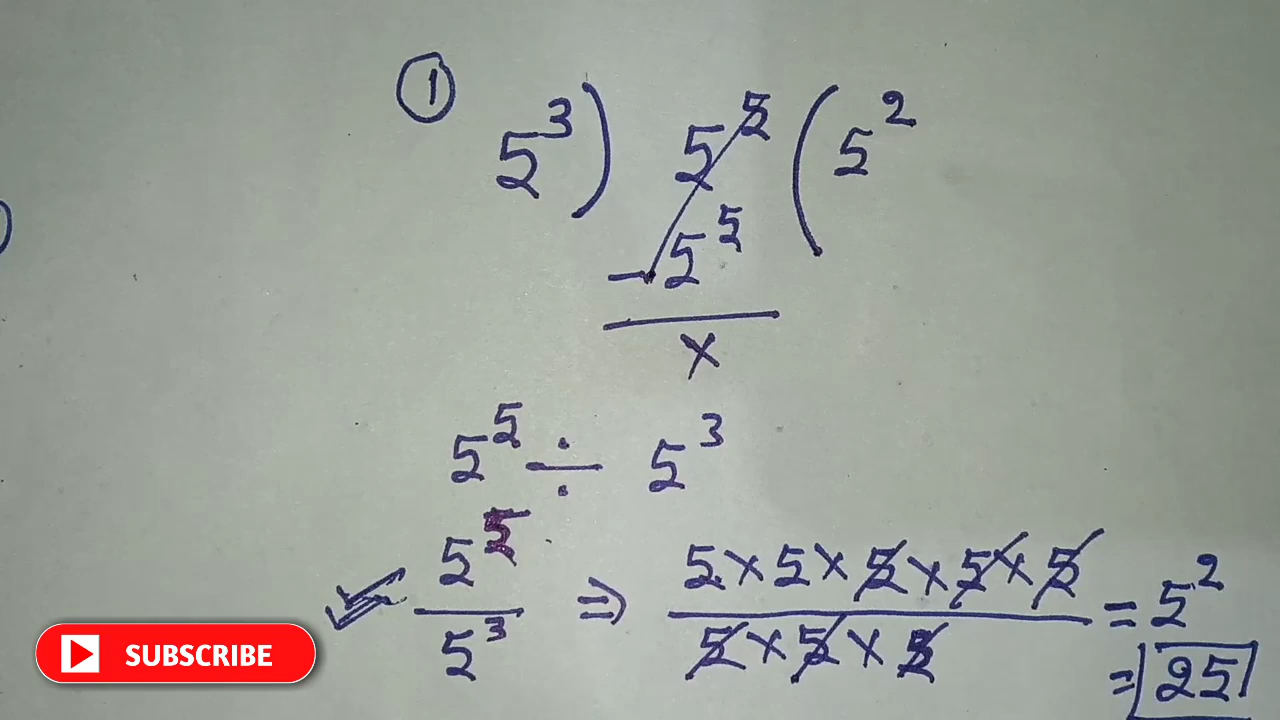 ①
5³) 5⁵ (5²
-5⁵
x
5⁵ ÷ 5³
5⁵/5³ ⇒ 5×5×5×5×5/5×5×5 = 5²
= 25
SUBSCRIBE